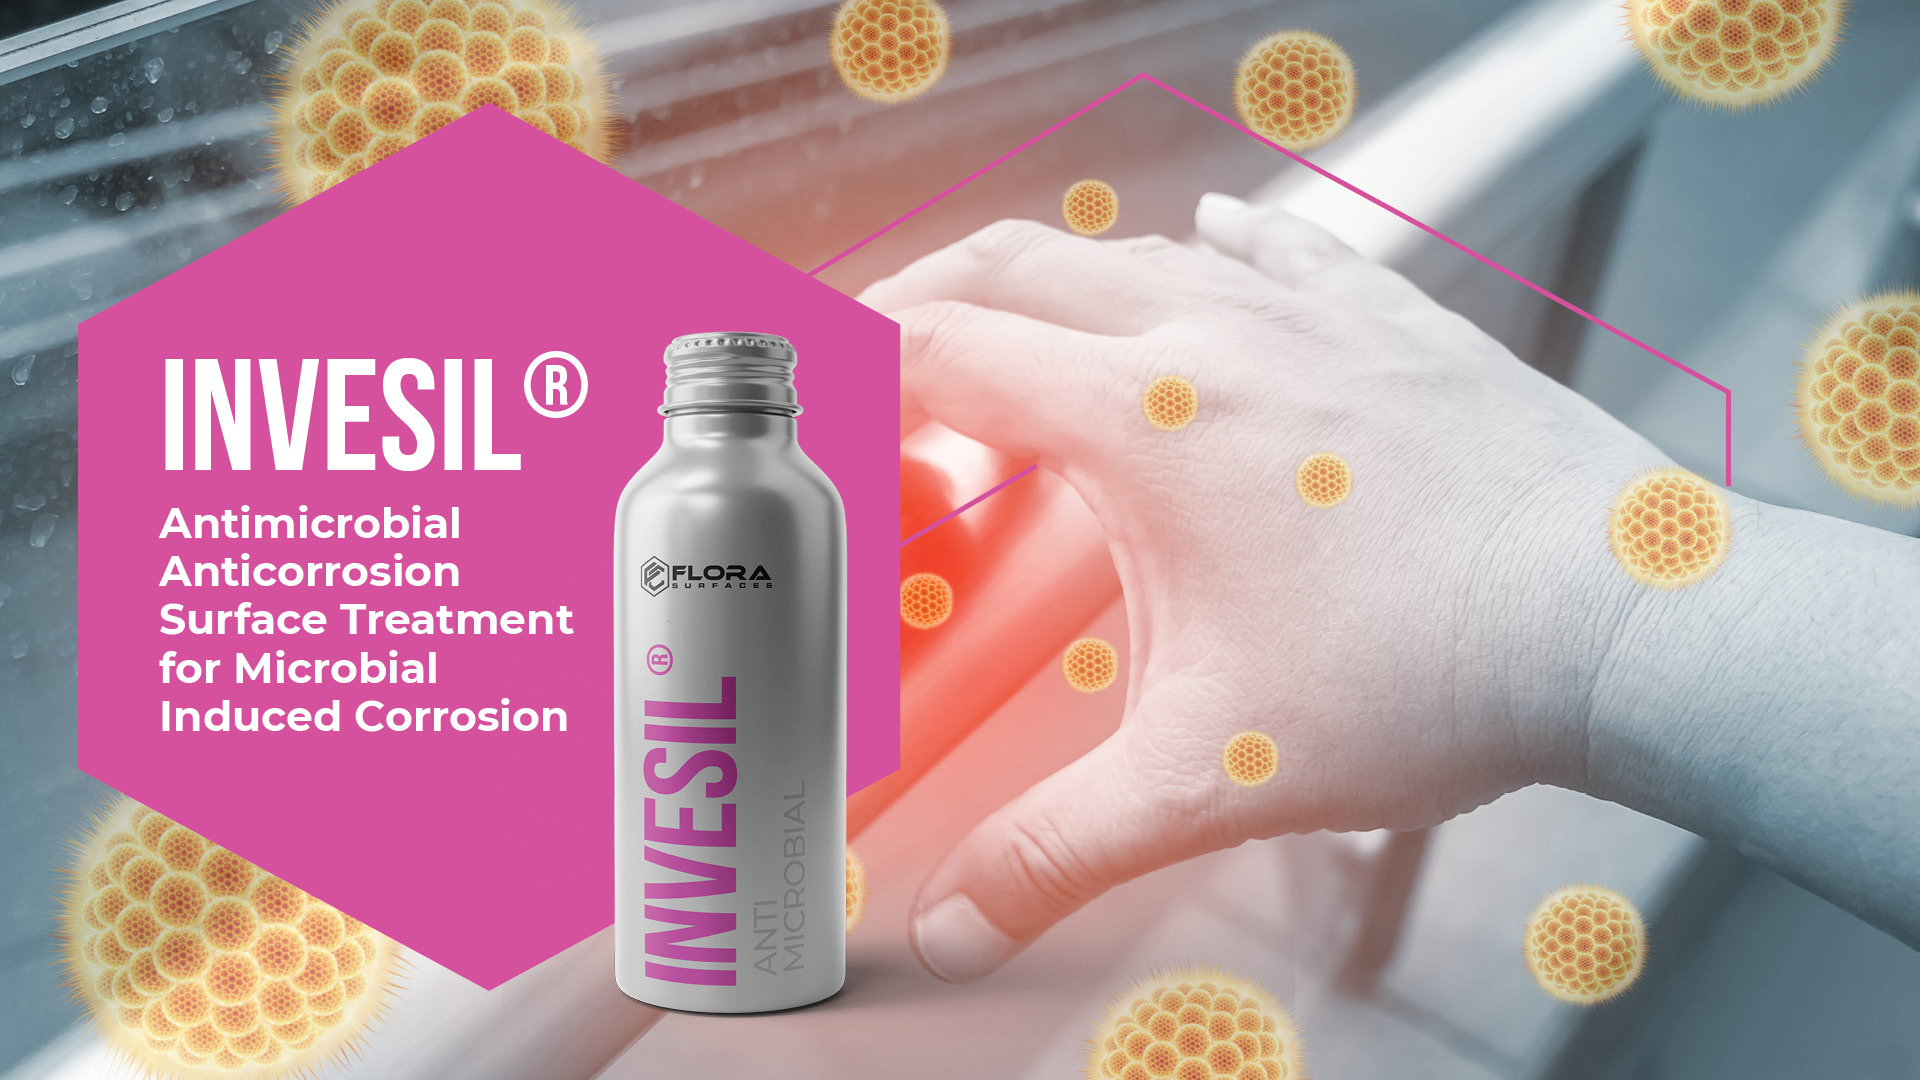 INVESIL®
Antimicrobial
Anticorrosion
Surface Treatment
for Microbial
Induced Corrosion
FLORA
SURFACES
INVESIL®
ANTI
MICROBIAL